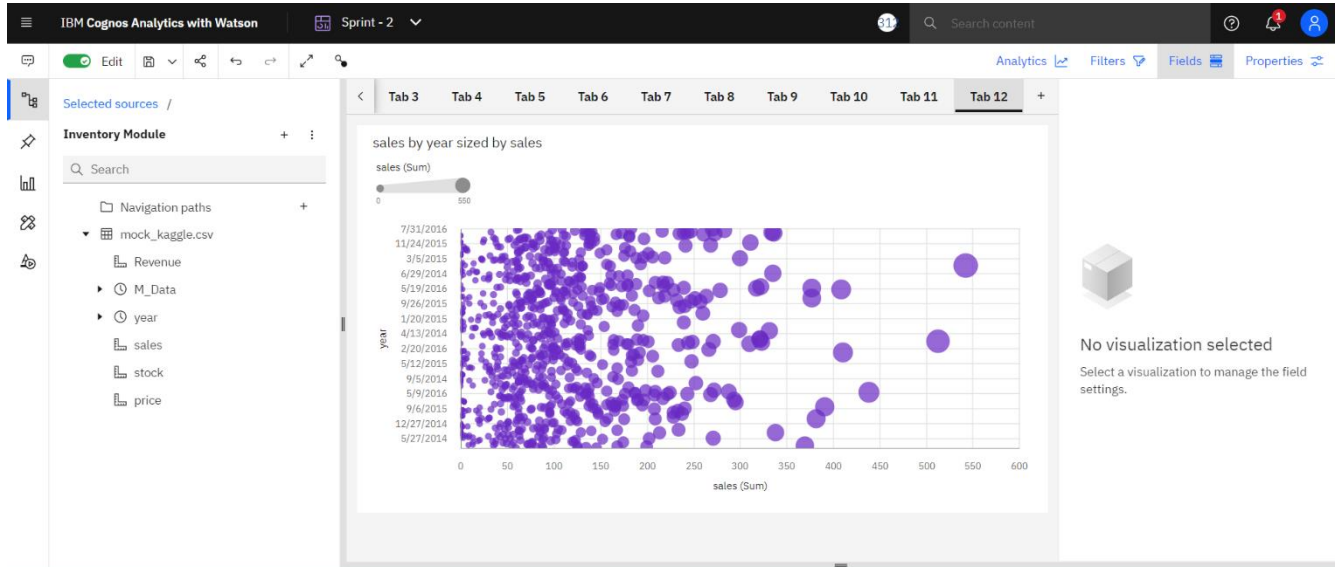 IBM Cognos Analytics with Watson
Sprint - 2
Search content
1
Edit
Analytics
Filters
Fields
Properties
Selected sources /
Inventory Module
Search
Navigation paths
mock_kaggle.csv
Revenue
M_Data
year
sales
stock
price
Tab 3 Tab 4 Tab 5 Tab 6 Tab 7 Tab 8 Tab 9 Tab 10 Tab 11 Tab 12
sales by year sized by sales
sales (Sum)
0 550
year
7/31/2016
11/24/2015
3/5/2015
6/29/2014
5/19/2016
9/26/2015
1/20/2015
4/13/2014
2/20/2016
5/12/2015
9/5/2014
5/9/2016
9/6/2015
12/27/2014
5/27/2014
0 50 100 150 200 250 300 350 400 450 500 550 600
sales (Sum)
No visualization selected
Select a visualization to manage the field
settings.